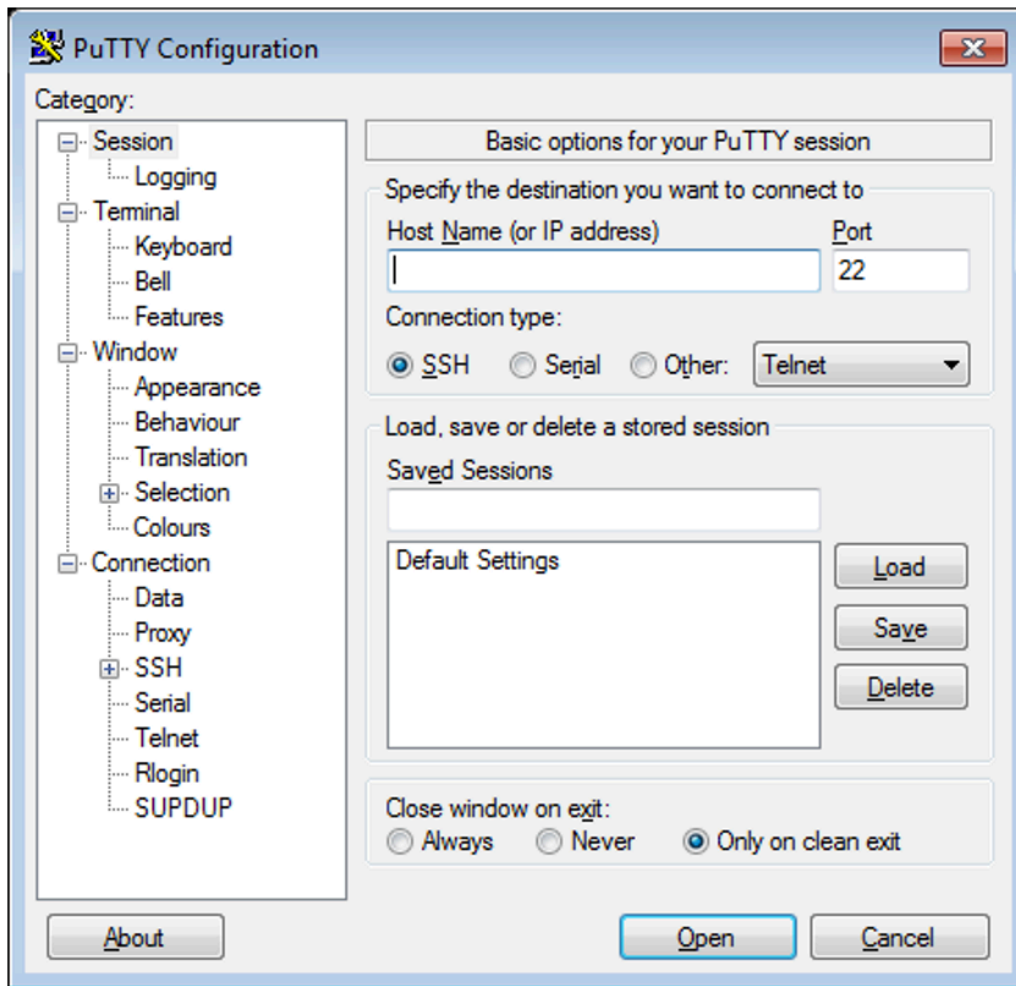 PuTTY Configuration
Category:
Session
Logging
Terminal
Keyboard
Bell
Features
Window
Appearance
Behaviour
Translation
Selection
Colours
Connection
Data
Proxy
SSH
Serial
Telnet
Rlogin
SUPDUP
Basic options for your PuTTY session
Specify the destination you want to connect to
Host Name (or IP address) Port
22
Connection type:
SSH Serial Other: Telnet
Load, save or delete a stored session
Saved Sessions
Default Settings
Load
Save
Delete
Close window on exit:
Always Never Only on clean exit
About Open Cancel